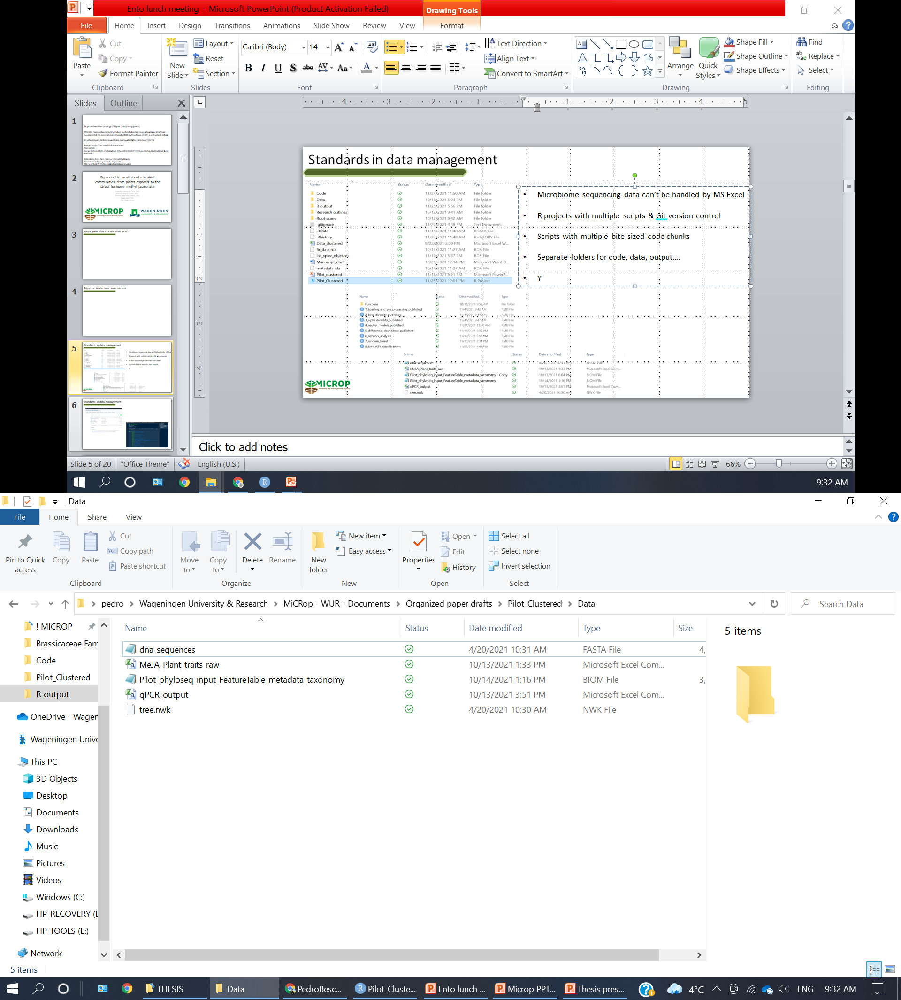 Ento lunch meeting - Microsoft PowerPoint (Product Activation Failed)
Drawing Tools
File Home Insert Design Transitions Animations Slide Show Review View Format
Paste
Cut
Copy
Format Painter
Clipboard
New Slide
Layout
Reset
Section
Slides
Calibri (Body) 14
Font
Text Direction
Align Text
Convert to SmartArt
Paragraph
Arrange
Quick Styles
Shape Fill
Shape Outline
Shape Effects
Drawing
Find
Replace
Select
Editing
Slides Outline
1
2
Reproducible analysis of microbial
communities from plants exposed to the
stress hormone methyl jasmonate
MICROP
WAGENINGEN
UNIVERSITY & RESEARCH
3
Plants were born in a microbial world
4
Tripartite interactions are common
5
Standards in data management
6
Standards in data management
Standards in data management
Name Status Date modified Type
Code 11/24/2021 11:50 AM File folder
Data 10/18/2021 5:04 PM File folder
R output 11/25/2021 5:56 PM File folder
Research outlines 10/12/2021 9:41 AM File folder
Root scans 10/12/2021 9:42 AM File folder
.gitignore 11/22/2021 4:49 PM Text Document
.RData 11/11/2021 11:48 AM RDATA File
.Rhistory 11/23/2021 11:48 AM RHISTORY File
Data_clustered 9/22/2021 2:09 PM Microsoft Excel W...
fir_data.rda 10/14/2021 11:27 AM RDA File
list_spiec_objct.rds 11/10/2021 5:37 PM RDS File
Manucript_draft 10/21/2021 12:14 PM Microsoft Word D...
metadata.rda 10/14/2021 11:27 AM RDA File
Pilot_clustered 11/18/2021 6:21 PM Microsoft PowerP...
Pilot_Clustered 11/25/2021 12:01 PM R Project
• Microbiome sequencing data can't be handled by MS Excel
• R projects with multiple scripts & Git version control
• Scripts with multiple bite-sized code chunks
• Separate folders for code, data, output....
• Y
Name Status Date modified Type
Functions 10/18/2021 9:59 AM File folder
1_Loading_and_pre-processing_published 11/4/2021 9:42 AM RMD File
2_beta_diversity_published 11/4/2021 9:44 AM RMD File
3_alpha diversity_published 11/4/2021 9:47 AM RMD File
4_neutral_models_published 11/24/2021 11:50 AM RMD File
5_differential_abundance_published 11/18/2021 6:08 PM RMD File
6_network_analysis 11/10/2021 9:51 PM RMD File
7_random_forest 11/10/2021 2:34 PM RMD File
8_joint_ASV_classifications 11/22/2021 4:44 PM RMD File
Name Status Date modified Type
dna-sequences 4/20/2021 10:31 AM FASTA File
MeJA_Plant_traits_raw 10/13/2021 1:33 PM Microsoft Excel Com...
Pilot_phyloseq_input_FeatureTable_metadata_taxonomy - Copy 10/13/2021 6:04 PM BIOM File
Pilot_phyloseq_input_FeatureTable_metadata_taxonomy 10/14/2021 1:16 PM BIOM File
qPCR_output 10/13/2021 3:51 PM Microsoft Excel Com...
tree.nwk 4/20/2021 10:30 AM NWK File
MICROP
Harnessing the second genome of plants
Click to add notes
Slide 5 of 20 "Office Theme" English (U.S.) 66%
9:32 AM
Data
File Home Share View
Pin to Quick access
Copy
Paste
Cut
Copy path
Paste shortcut
Clipboard
Move to
Copy to
Delete
Rename
Organize
New folder
New item
Easy access
New
Properties
Open
Edit
History
Open
Select all
Select none
Invert selection
Select
pedro > Wageningen University & Research > MiCRop - WUR - Documents > Organized paper drafts > Pilot_Clustered > Data
Search Data
! MICROP
Brassicaceae Fam
Code
Pilot_Clustered
R output
OneDrive - Wagen
Wageningen Unive
This PC
3D Objects
Desktop
Documents
Downloads
Music
Pictures
Videos
Windows (C:)
HP_RECOVERY (D
HP_TOOLS (E:)
Network
Name Status Date modified Type Size
dna-sequences 4/20/2021 10:31 AM FASTA File 4,
MeJA_Plant_traits_raw 10/13/2021 1:33 PM Microsoft Excel Com...
Pilot_phyloseq_input_FeatureTable_metadata_taxonomy 10/14/2021 1:16 PM BIOM File 3,
qPCR_output 10/13/2021 3:51 PM Microsoft Excel Com...
tree.nwk 4/20/2021 10:30 AM NWK File
5 items
5 items
THESIS Data PedroBesc... Pilot_Cluste... Ento lunch ... Microp PPT... Thesis pres... 4°C ENG 9:32 AM